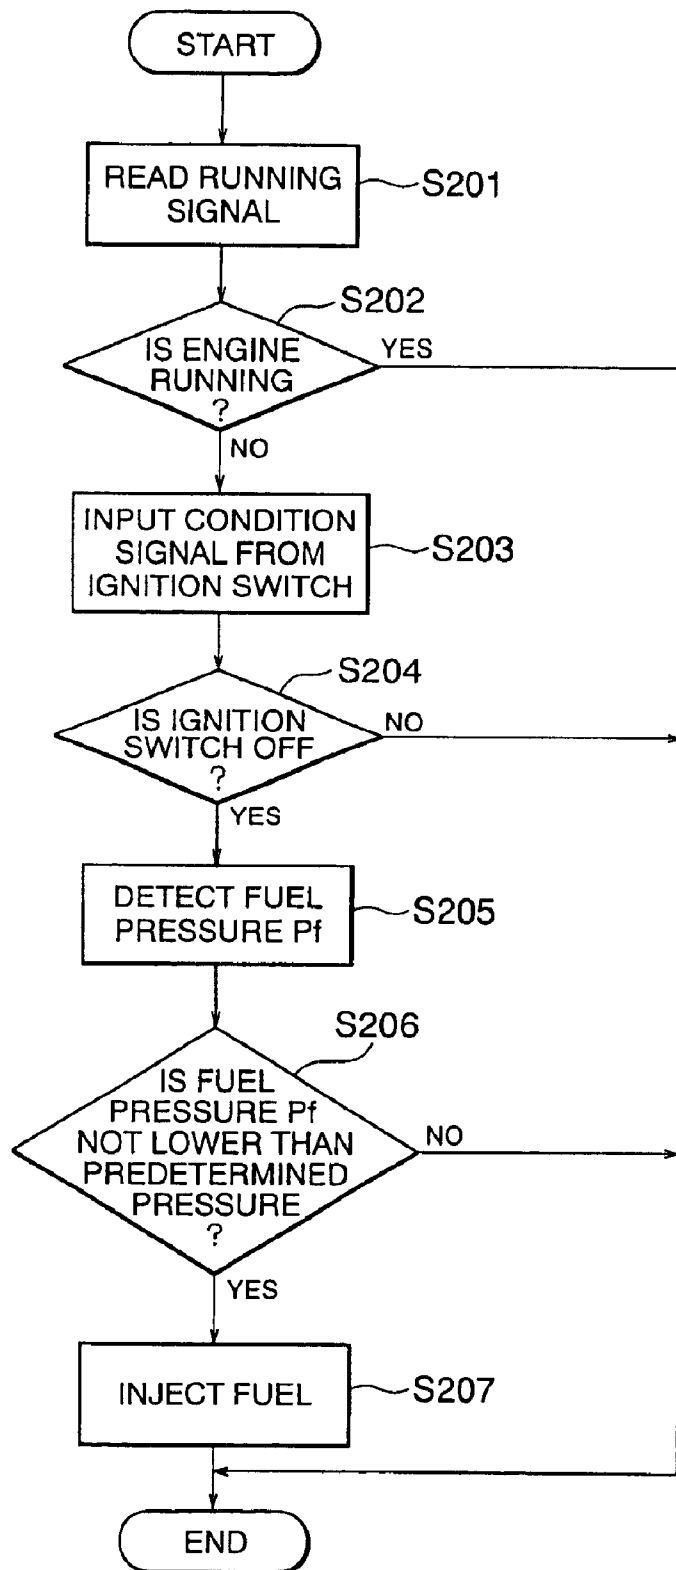 START
READ RUNNING
SIGNAL
S201
S202
IS ENGINE
RUNNING
?
YES
NO
INPUT CONDITION
SIGNAL FROM
IGNITION SWITCH
S203
S204
IS IGNITION
SWITCH OFF
?
NO
YES
DETECT FUEL
PRESSURE Pf
S205
S206
IS FUEL
PRESSURE Pf
NOT LOWER THAN
PREDETERMINED
PRESSURE
?
NO
YES
INJECT FUEL
S207
END